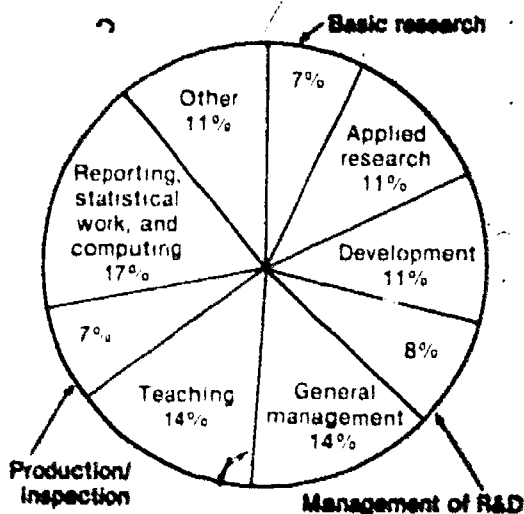 Basic research
7%
Other
11%
Applied
research
11%
Reporting,
statistical
work, and
computing
17%
Development
11%
7%
8%
Teaching
14%
General
management
14%
Production/
inspection
Management of R&D